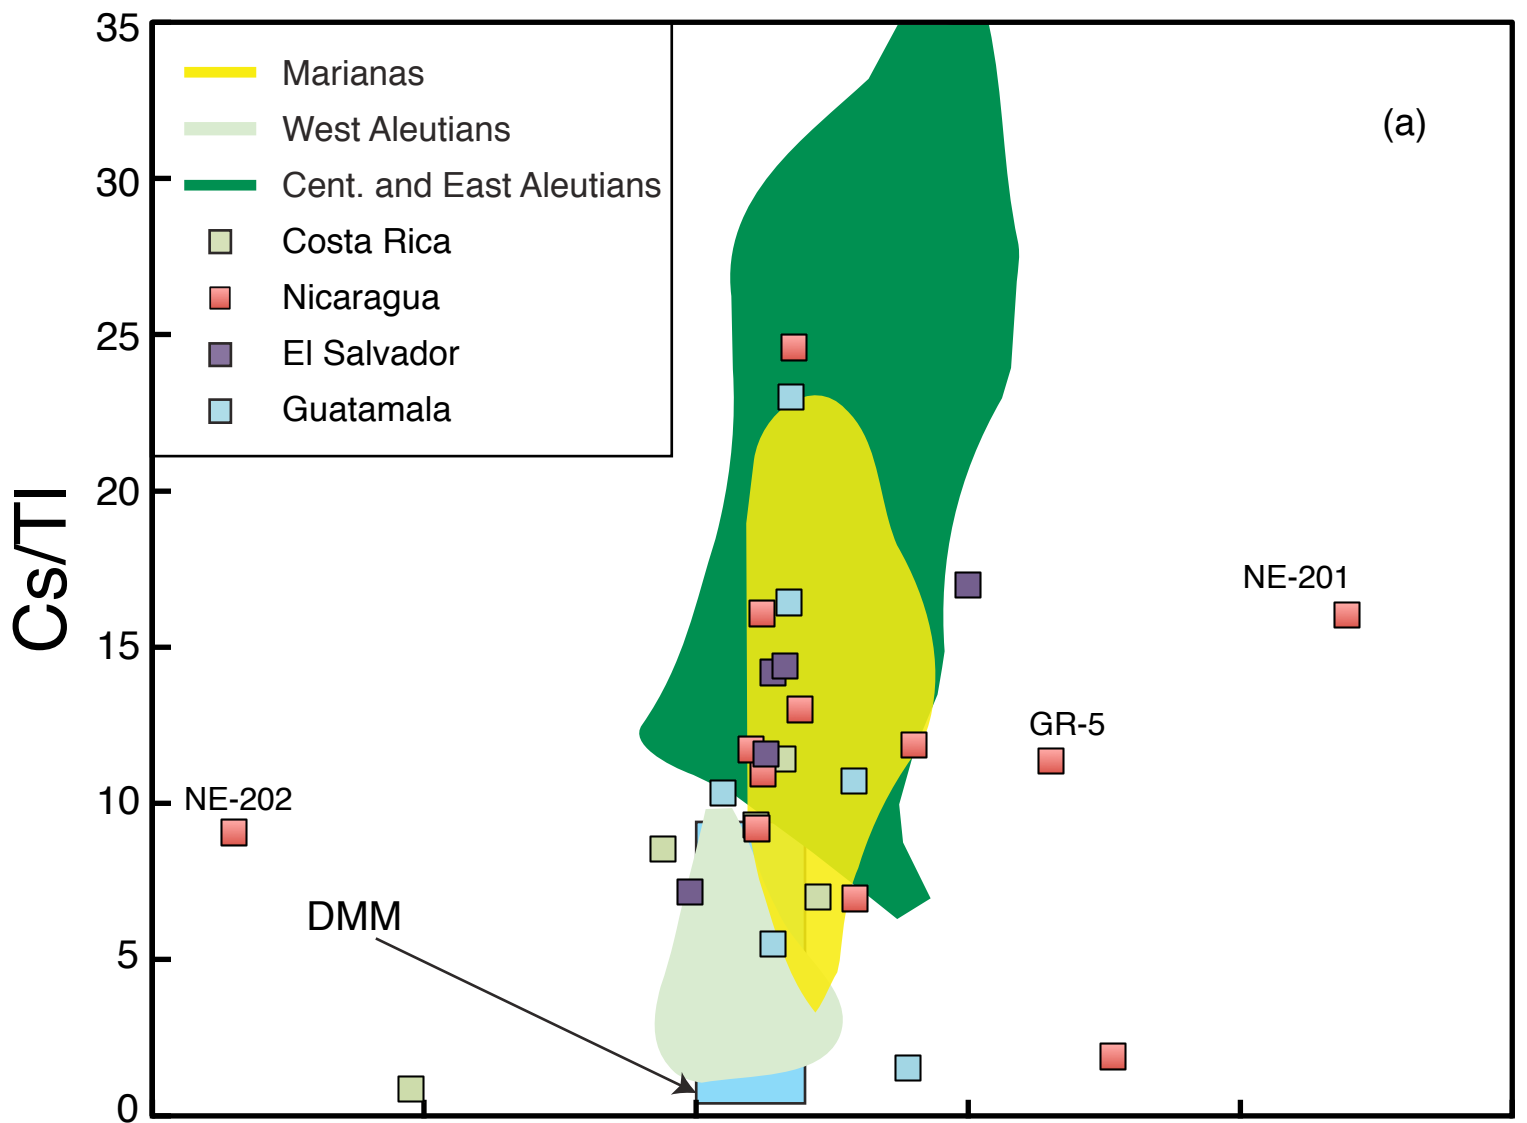 35
Marianas
(a)
West Aleutians
30
Cent. and East Aleutians
Costa Rica
Nicaragua
25
El Salvador
Guatamala
20
Cs/Tl
NE-201
15
GR-5
10
NE-202
DMM
5
0